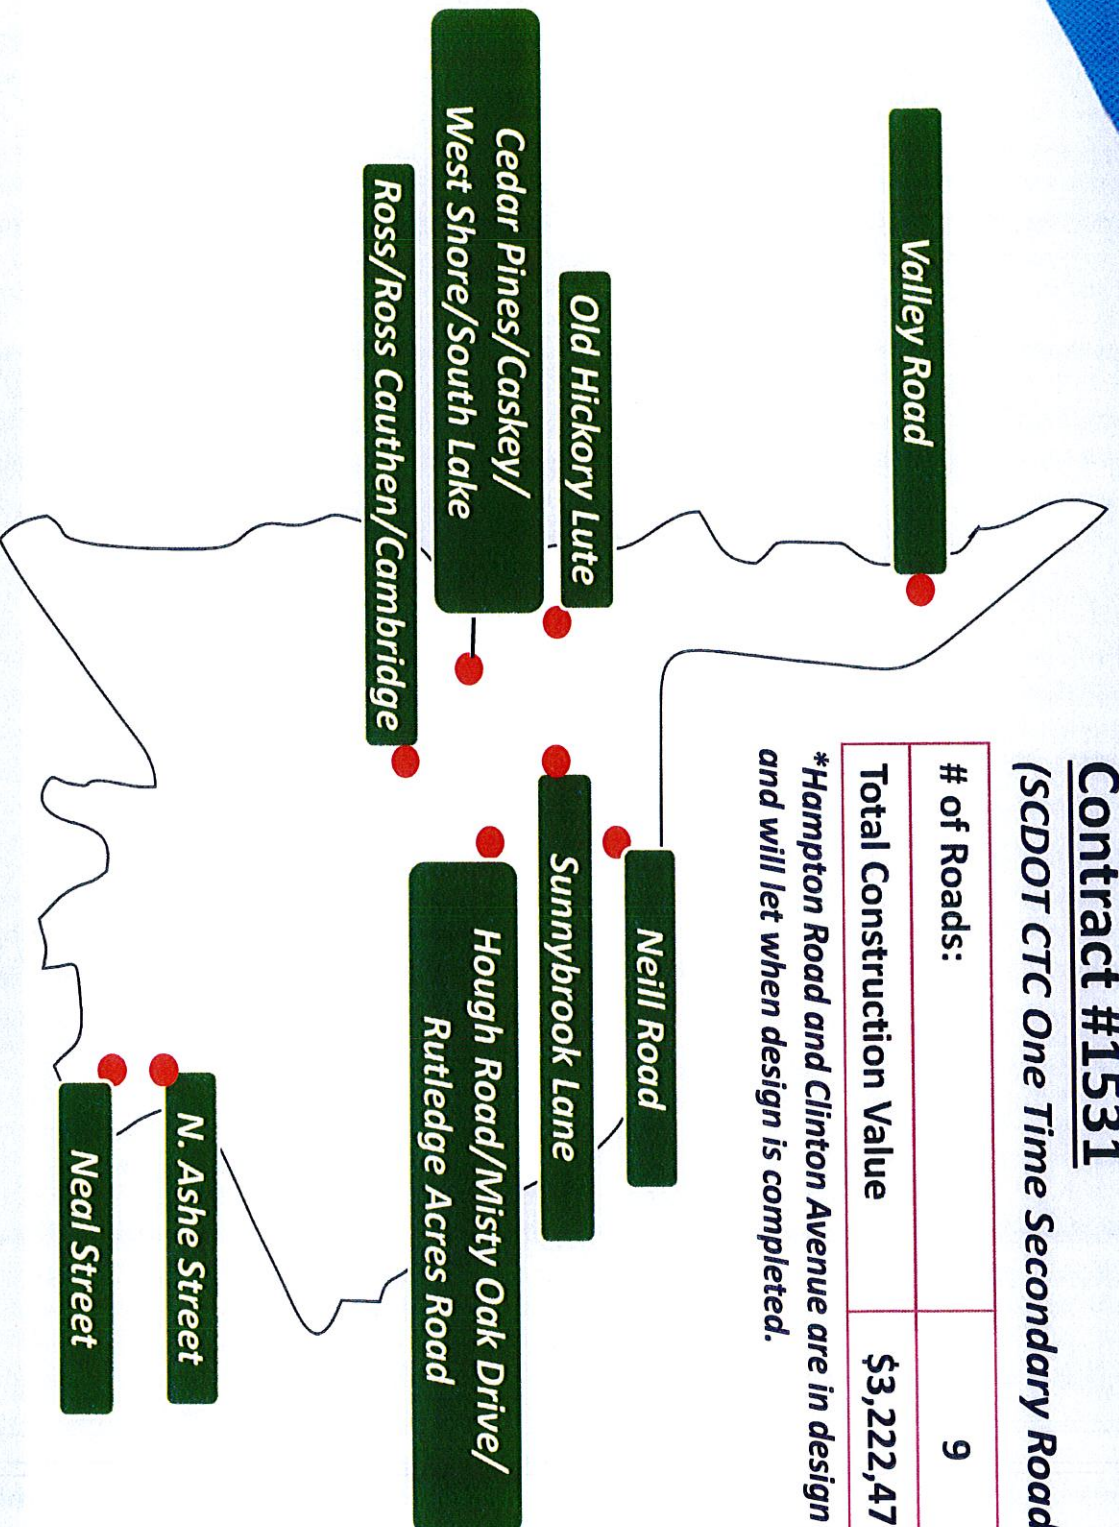 Contract #1531
(SCDOT CTC One Time Secondary Road
# of Roads: 9
Total Construction Value $3,222,47
*Hampton Road and Clinton Avenue are in design
and will let when design is completed.
Valley Road
Neill Road
Old Hickory Lute
Sunnybrook Lane
Cedar Pines/Caskey/
West Shore/South Lake
Hough Road/Misty Oak Drive/
Rutledge Acres Road
Ross/Ross Cauthen/Cambridge
N. Ashe Street
Neal Street